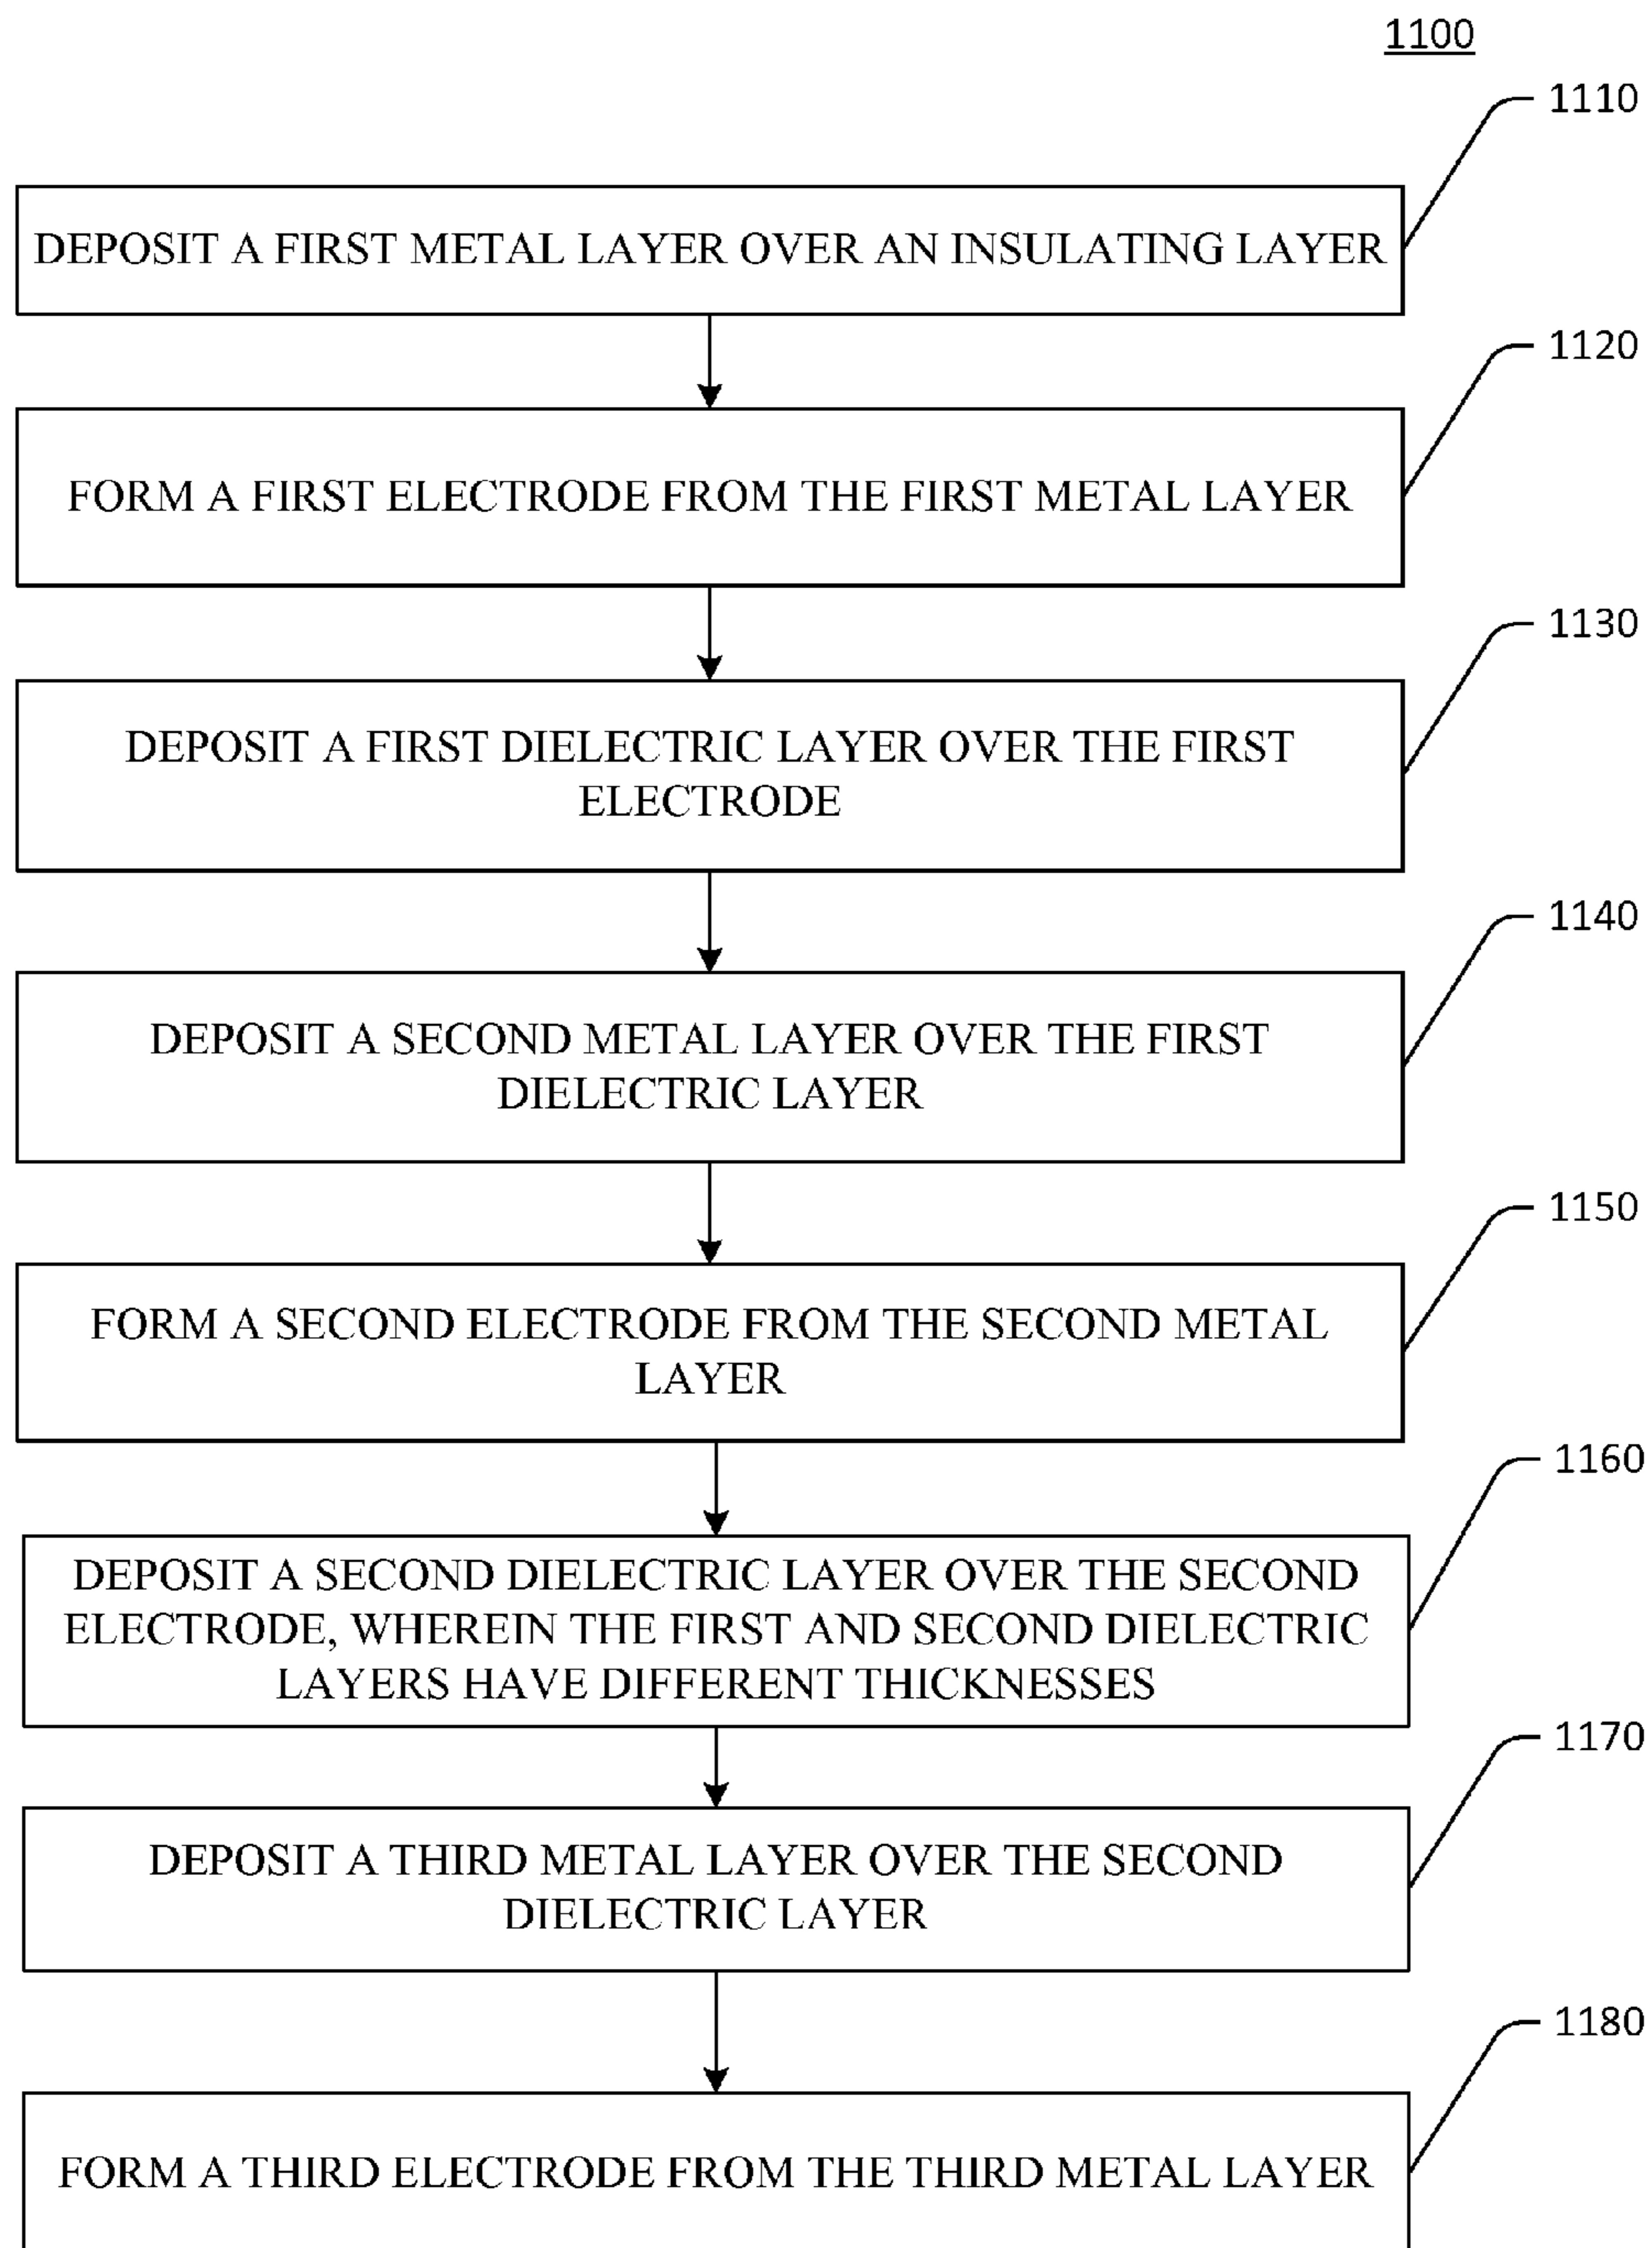 1100
1110
DEPOSIT A FIRST METAL LAYER OVER AN INSULATING LAYER
1120
FORM A FIRST ELECTRODE FROM THE FIRST METAL LAYER
1130
DEPOSIT A FIRST DIELECTRIC LAYER OVER THE FIRST
ELECTRODE
1140
DEPOSIT A SECOND METAL LAYER OVER THE FIRST
DIELECTRIC LAYER
1150
FORM A SECOND ELECTRODE FROM THE SECOND METAL
LAYER
1160
DEPOSIT A SECOND DIELECTRIC LAYER OVER THE SECOND
ELECTRODE, WHEREIN THE FIRST AND SECOND DIELECTRIC
LAYERS HAVE DIFFERENT THICKNESSES
1170
DEPOSIT A THIRD METAL LAYER OVER THE SECOND
DIELECTRIC LAYER
1180
FORM A THIRD ELECTRODE FROM THE THIRD METAL LAYER